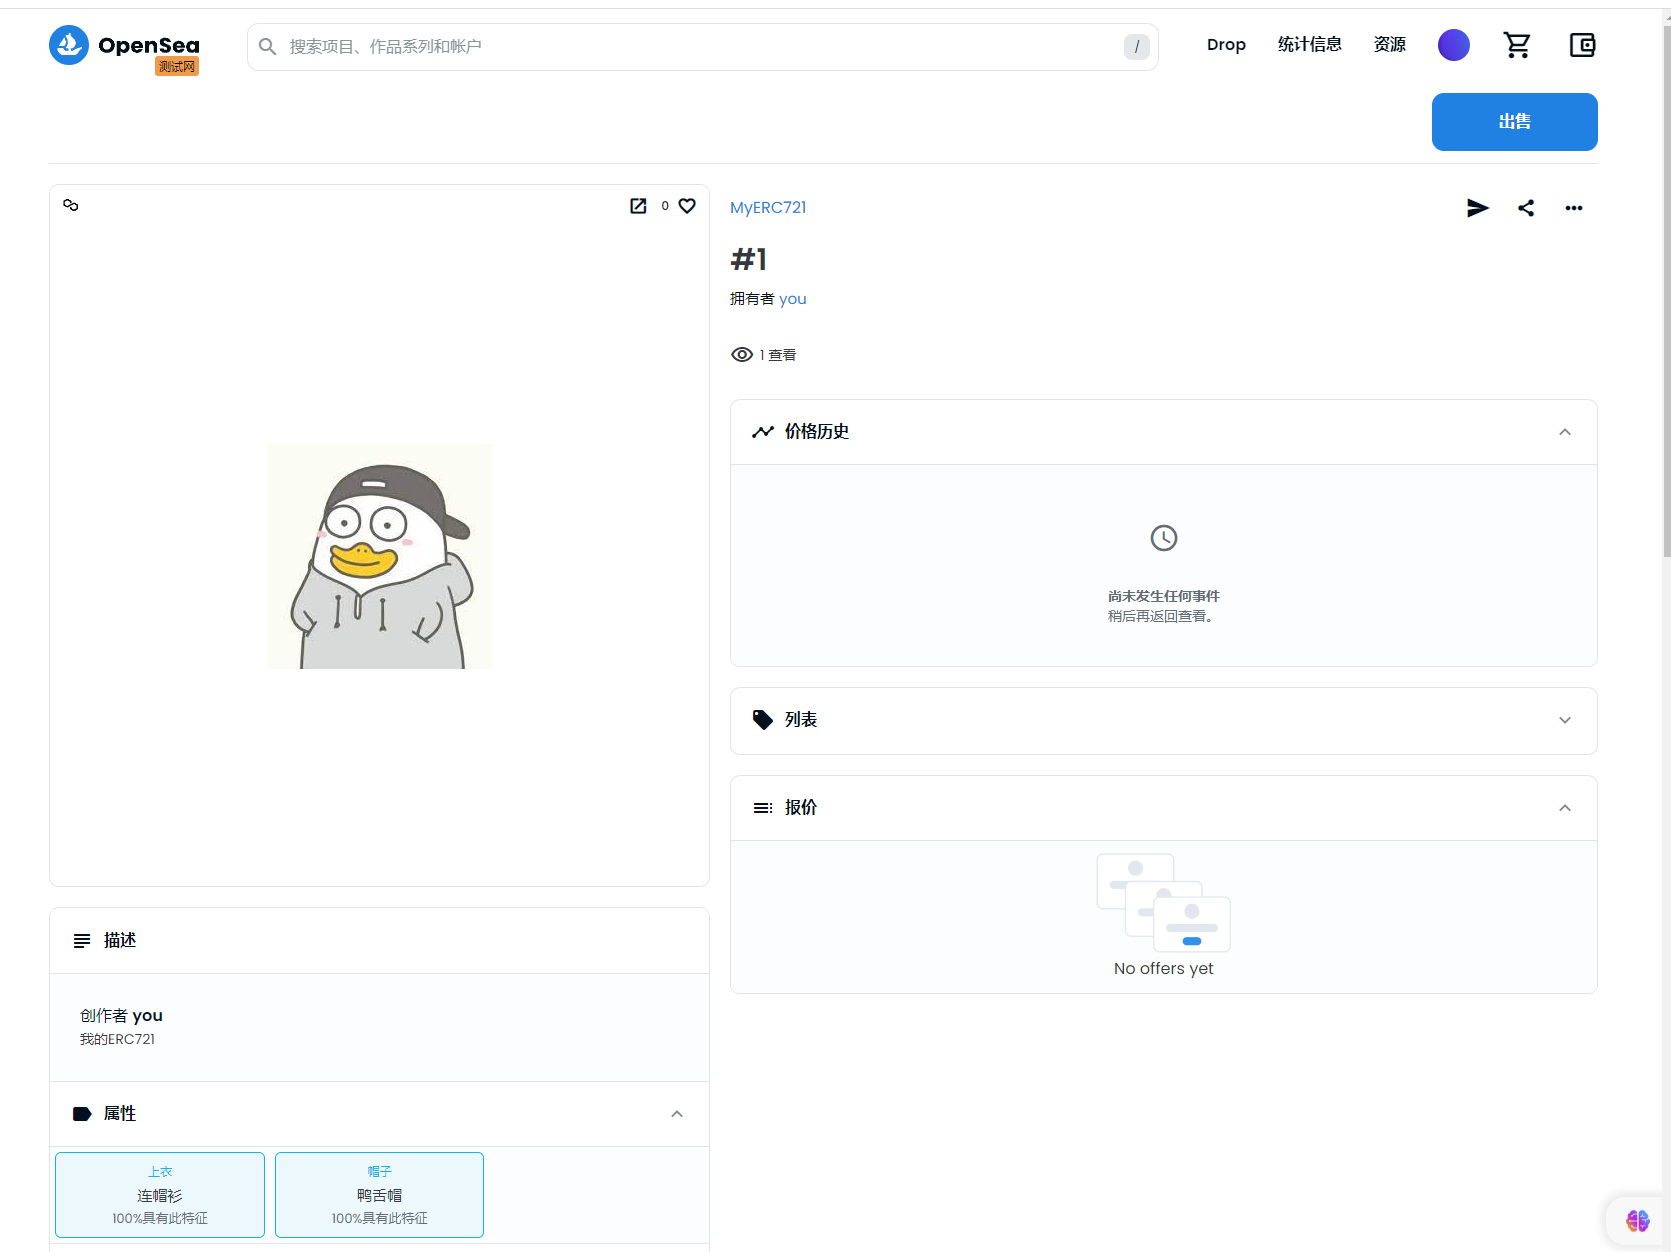 OpenSea
测试网
搜索项目、作品系列和帐户
/
Drop
统计信息
资源
出售
0
MyERC721
#1
拥有者 you
1 查看
价格历史
尚未发生任何事件
稍后再返回查看。
列表
报价
No offers yet
描述
创作者 you
我的ERC721
属性
上衣
连帽衫
100%具有此特征
帽子
鸭舌帽
100%具有此特征